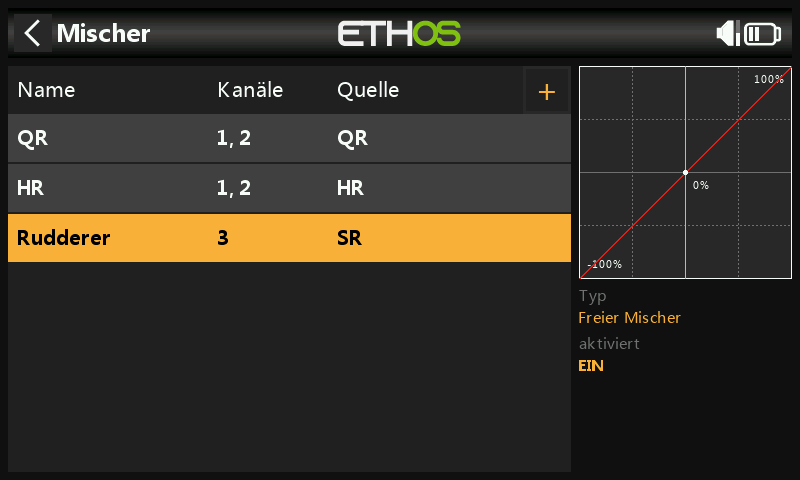 Mischer
ETHOS
Name Kanäle Quelle +
QR 1, 2 QR
HR 1, 2 HR
Rudderer 3 SR
100%
0%
-100%
Typ
Freier Mischer
aktiviert
EIN